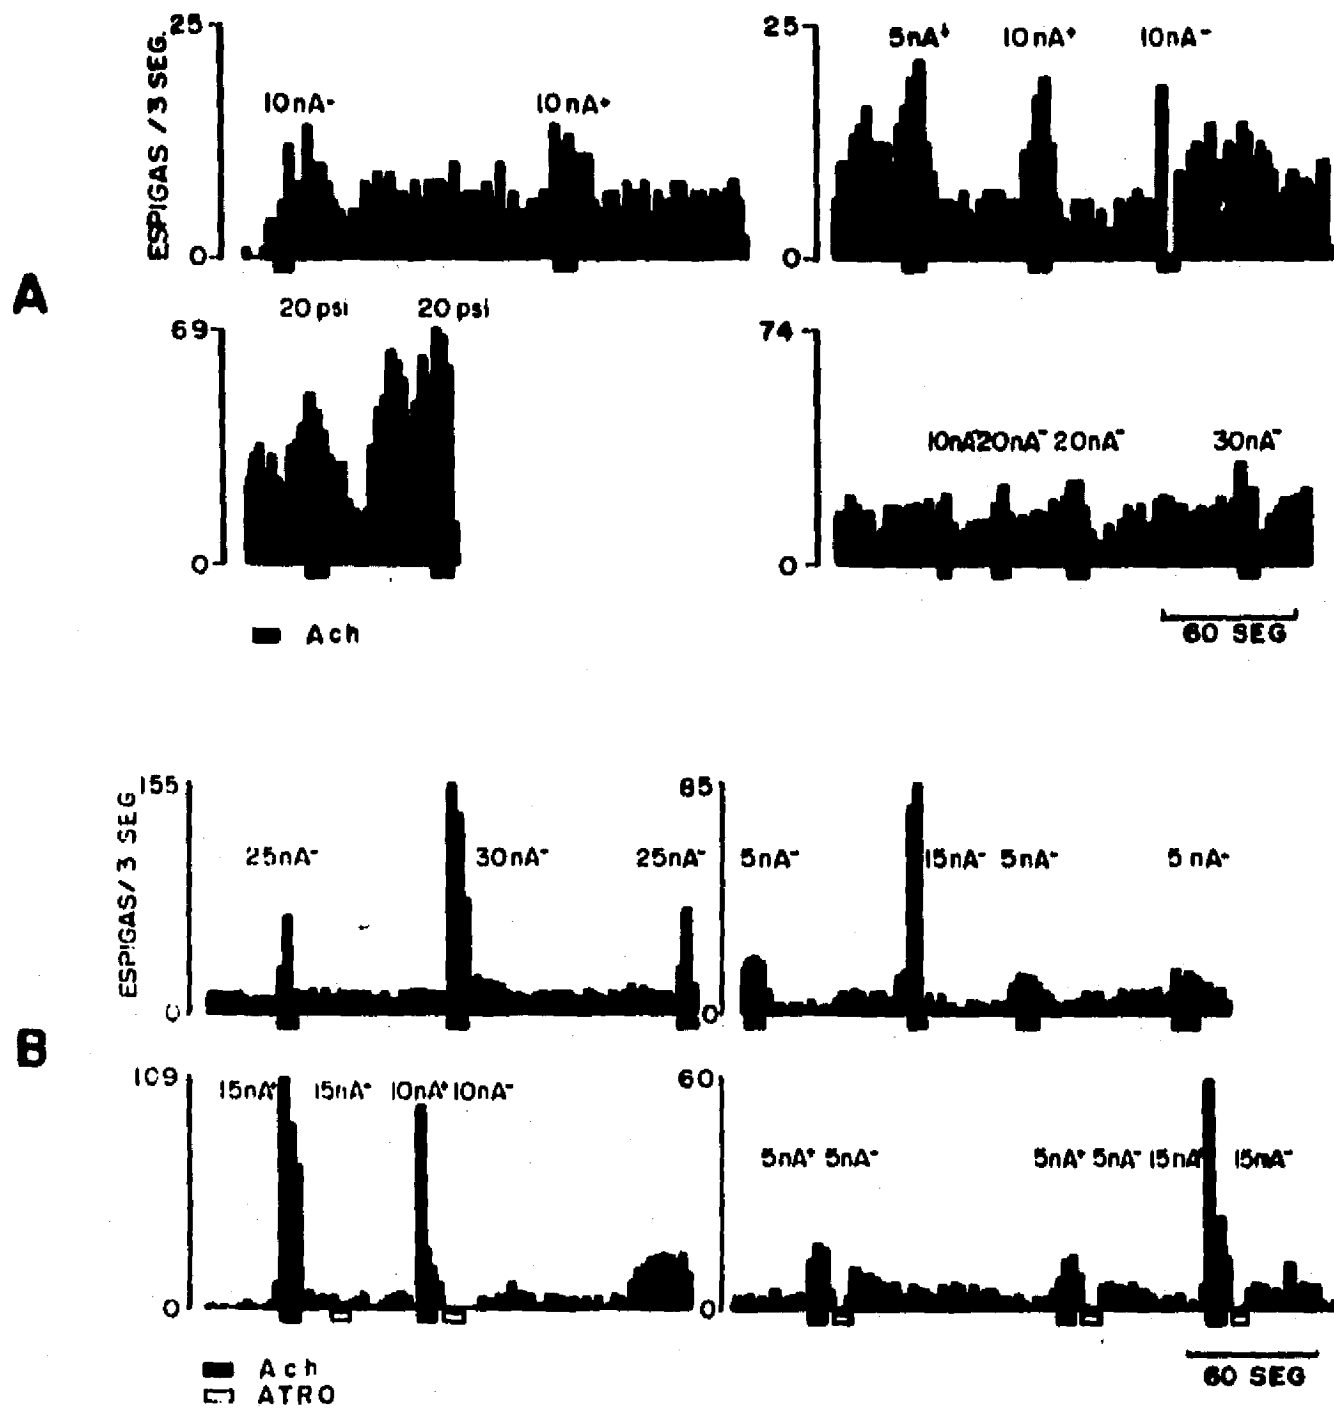 25
ESPIGAS / 3 SEG.
10nA-
10nA+
0
25
5nA+
10nA+
10nA-
0
A
69
20 psi
20 psi
0
74
10nA-
20nA-
20nA-
30nA-
0
Ach
60 SEG
155
ESPIGAS / 3 SEG
25nA-
30nA-
25nA-
0
85
5nA-
15nA-
5nA+
5nA+
0
B
109
15nA+
15nA-
10nA+
10nA-
0
60
5nA+
5nA-
5nA+
5nA-
15nA
15nA-
0
Ach
ATRO
60 SEG